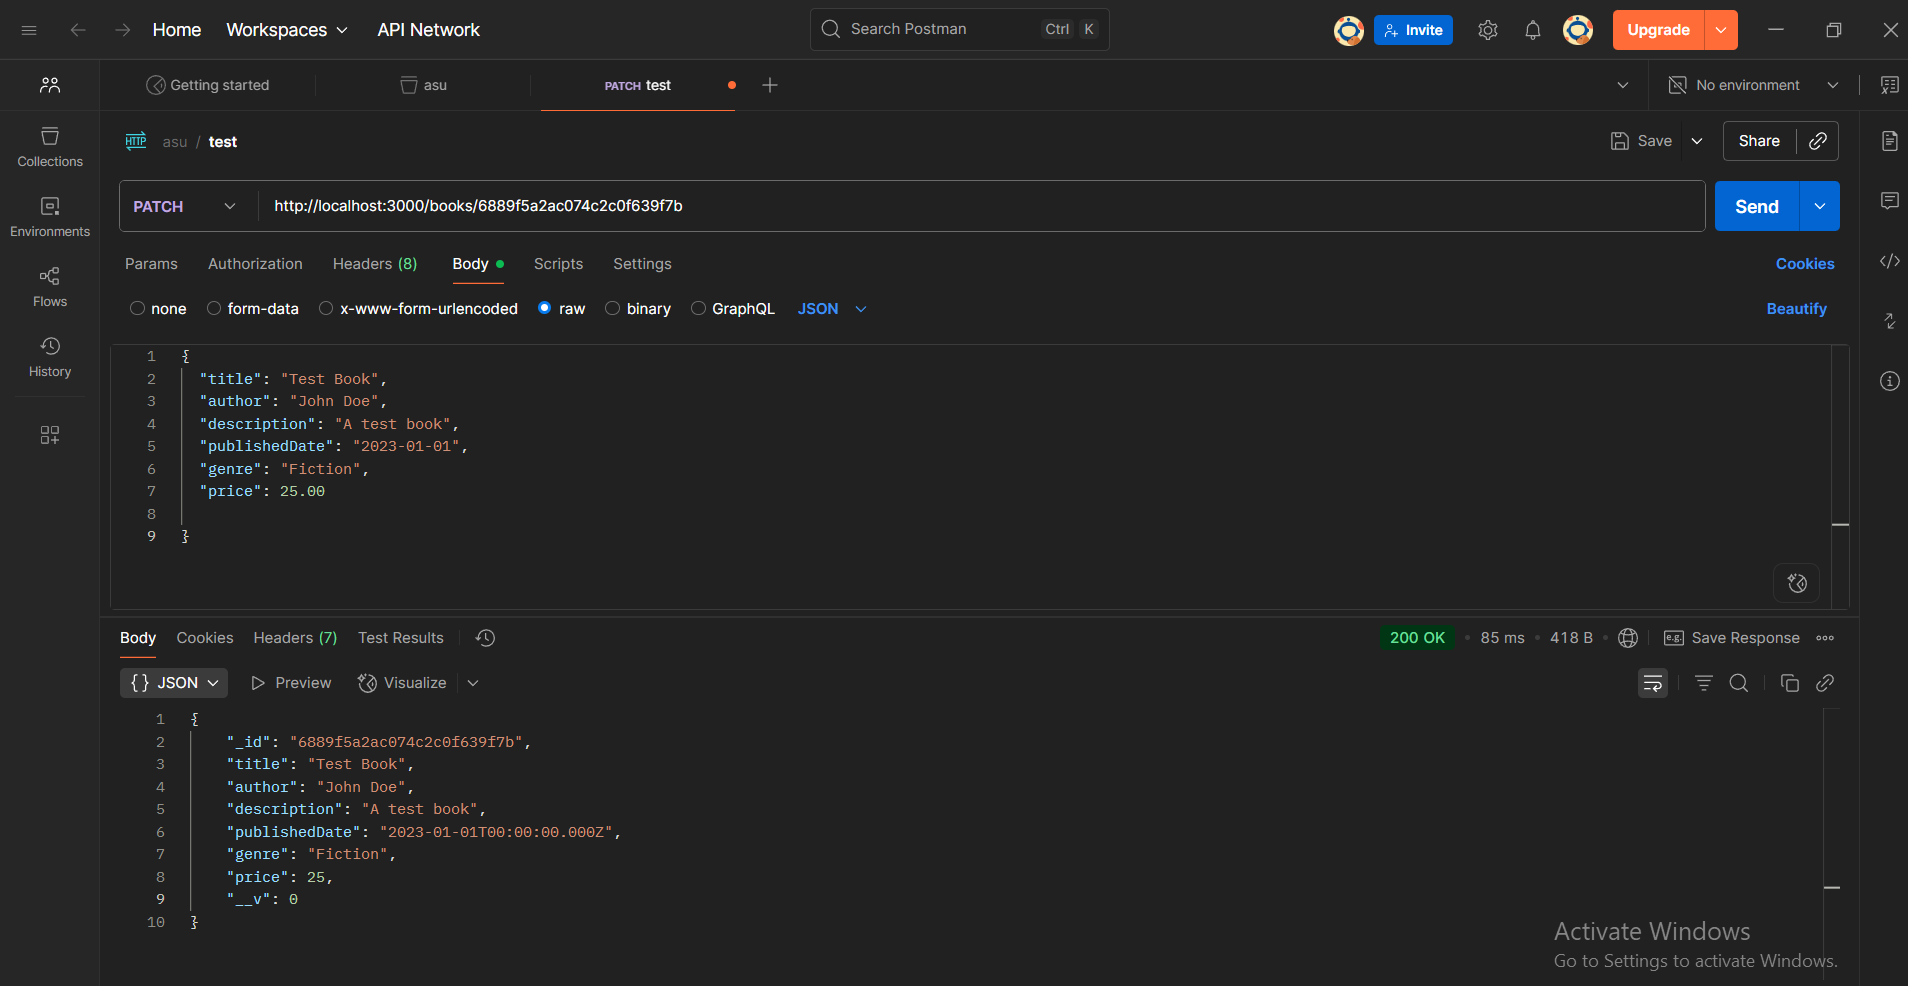 Home Workspaces API Network Search Postman Ctrl K Invite Upgrade
Getting started asu PATCH test No environment
HTTP asu / test Save Share
Collections
Environments
Flows
History
PATCH http://localhost:3000/books/6889f5a2ac074c2c0f639f7b Send
Params Authorization Headers (8) Body Scripts Settings Cookies
none form-data x-www-form-urlencoded raw binary GraphQL JSON Beautify
1 {
2 "title": "Test Book",
3 "author": "John Doe",
4 "description": "A test book",
5 "publishedDate": "2023-01-01",
6 "genre": "Fiction",
7 "price": 25.00
8
9 }
Body Cookies Headers (7) Test Results 200 OK • 85 ms • 418 B • e.g. Save Response
{} JSON Preview Visualize
1 {
2 "_id": "6889f5a2ac074c2c0f639f7b",
3 "title": "Test Book",
4 "author": "John Doe",
5 "description": "A test book",
6 "publishedDate": "2023-01-01T00:00:00.000Z",
7 "genre": "Fiction",
8 "price": 25,
9 "__v": 0
10 }
Activate Windows
Go to Settings to activate Windows.